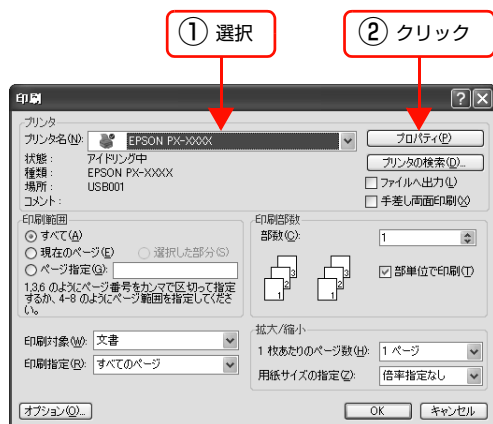 ① 選択
② クリック
印刷
プリンタ
プリンタ名(N): EPSON PX-XXXX
プロパティ(P)
状態: アイドリング中
プリンタの検索(D)...
種類: EPSON PX-XXXX
場所: USB001
ファイルへ出力(L)
コメント:
手差し両面印刷(X)
印刷範囲
すべて(A)
現在のページ(E) 選択した部分(S)
ページ指定(G):
1,3,6 のようにページ番号をカンマで区切って指定
するか、4-8 のようにページ範囲を指定してくださ
い。
印刷部数
部数(C): 1
1 1 2 2 3 3
部単位で印刷(T)
印刷対象(W): 文書
印刷指定(R): すべてのページ
拡大/縮小
1 枚あたりのページ数(H): 1 ページ
用紙サイズの指定(Z): 倍率指定なし
オプション(O)...
OK キャンセル